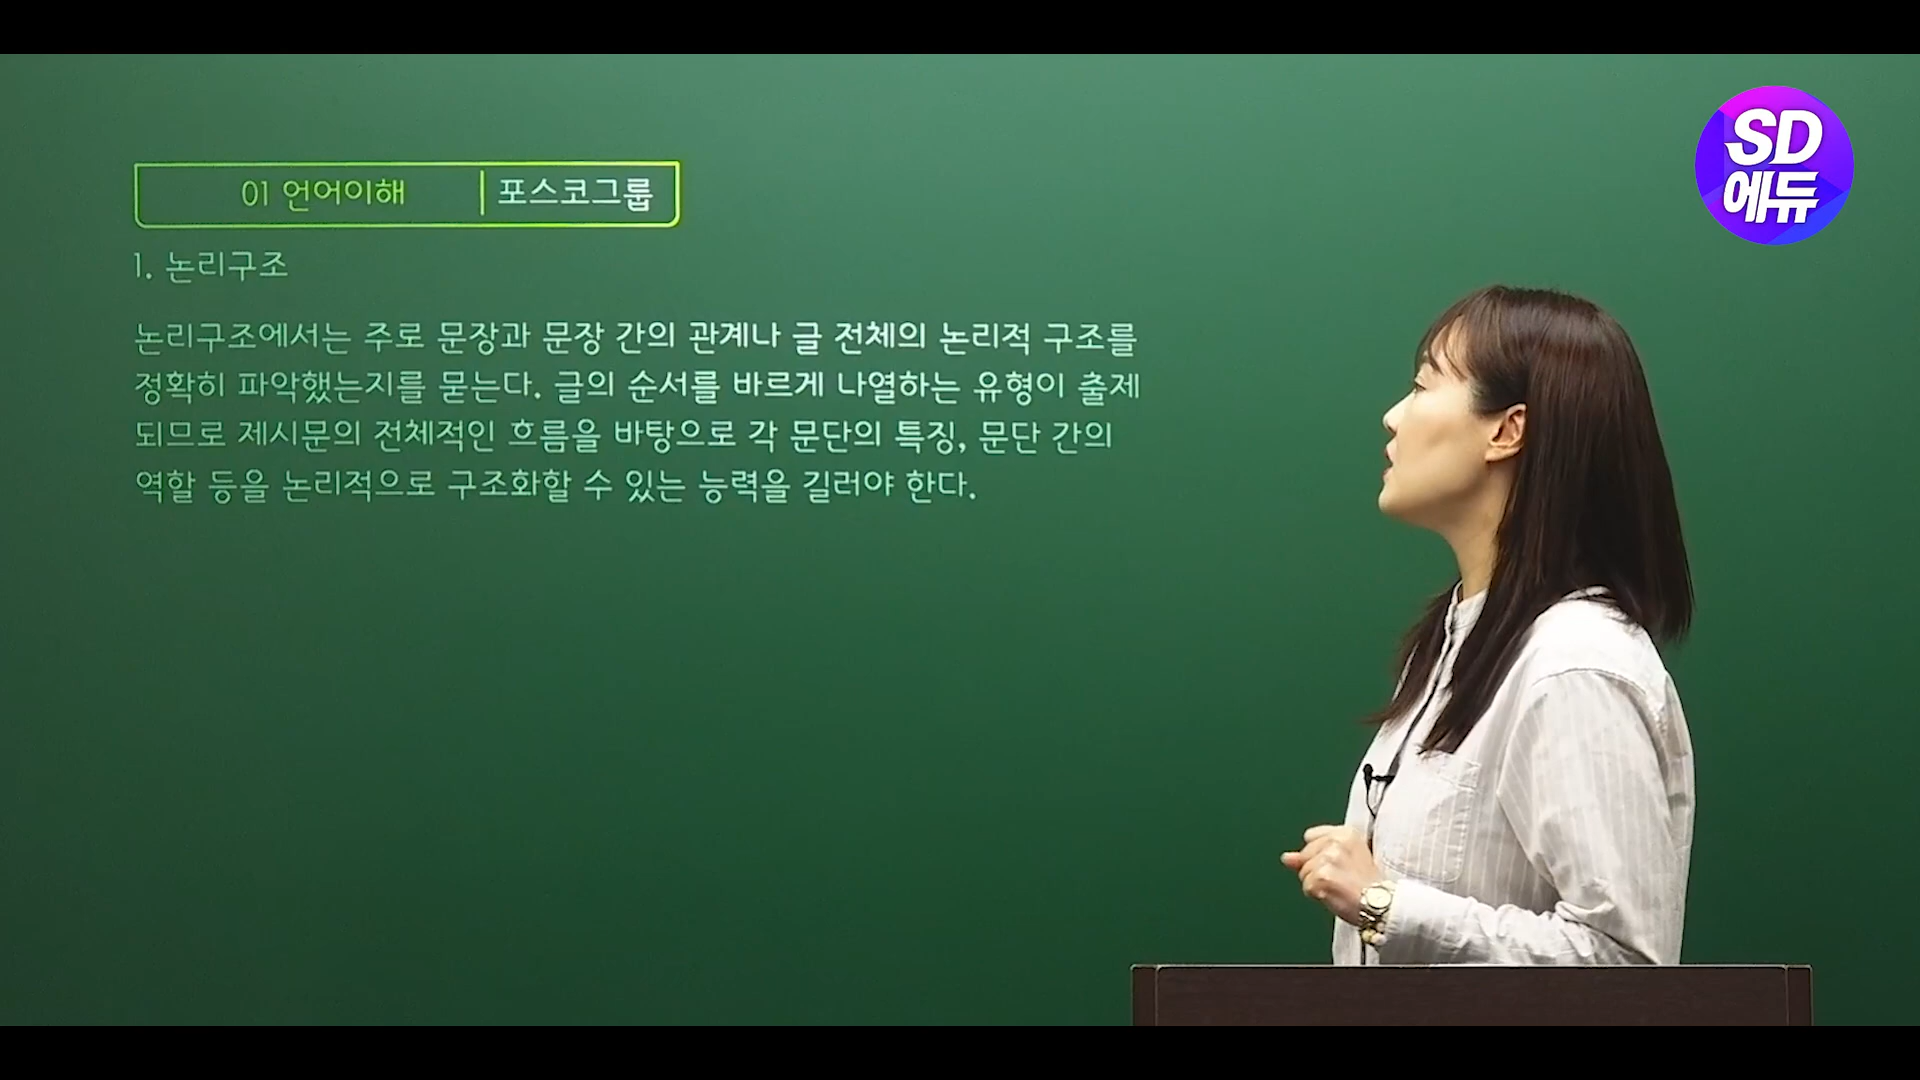 SD
에듀
01 언어이해 포스코그룹
1. 논리구조
논리구조에서는 주로 문장과 문장 간의 관계나 글 전체의 논리적 구조를
정확히 파악했는지를 묻는다. 글의 순서를 바르게 나열하는 유형이 출제
되므로 제시문의 전체적인 흐름을 바탕으로 각 문단의 특징, 문단 간의
역할 등을 논리적으로 구조화할 수 있는 능력을 길러야 한다.